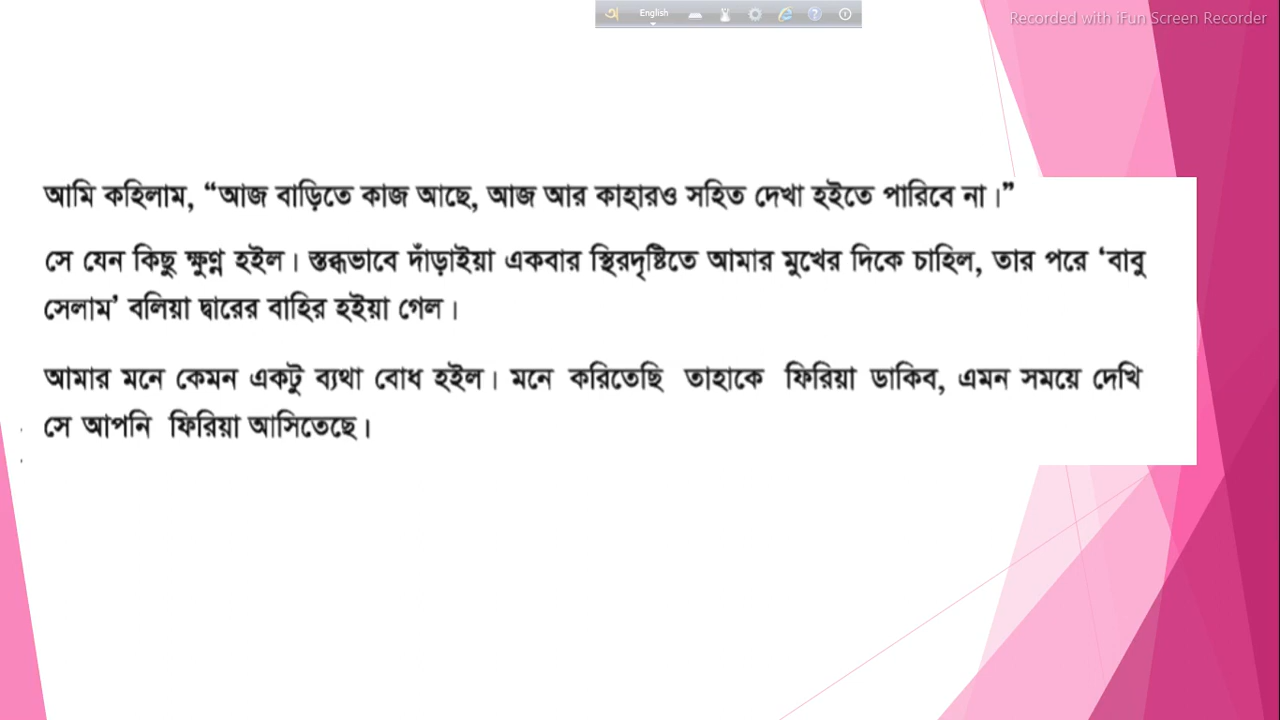 English
Recorded with iFun Screen Recorder
আমি কহিলাম, “আজ বাড়িতে কাজ আছে, আজ আর কাহারও সহিত দেখা হইতে পারিবে না।”
সে যেন কিছু ক্ষুণ্ণ হইল। স্তব্ধভাবে দাঁড়াইয়া একবার স্থিরদৃষ্টিতে আমার মুখের দিকে চাহিল, তার পরে ‘বাবু
সেলাম’ বলিয়া দ্বারের বাহির হইয়া গেল।
আমার মনে কেমন একটু ব্যথা বোধ হইল। মনে করিতেছি তাহাকে ফিরিয়া ডাকিব, এমন সময়ে দেখি
সে আপনি ফিরিয়া আসিতেছে।